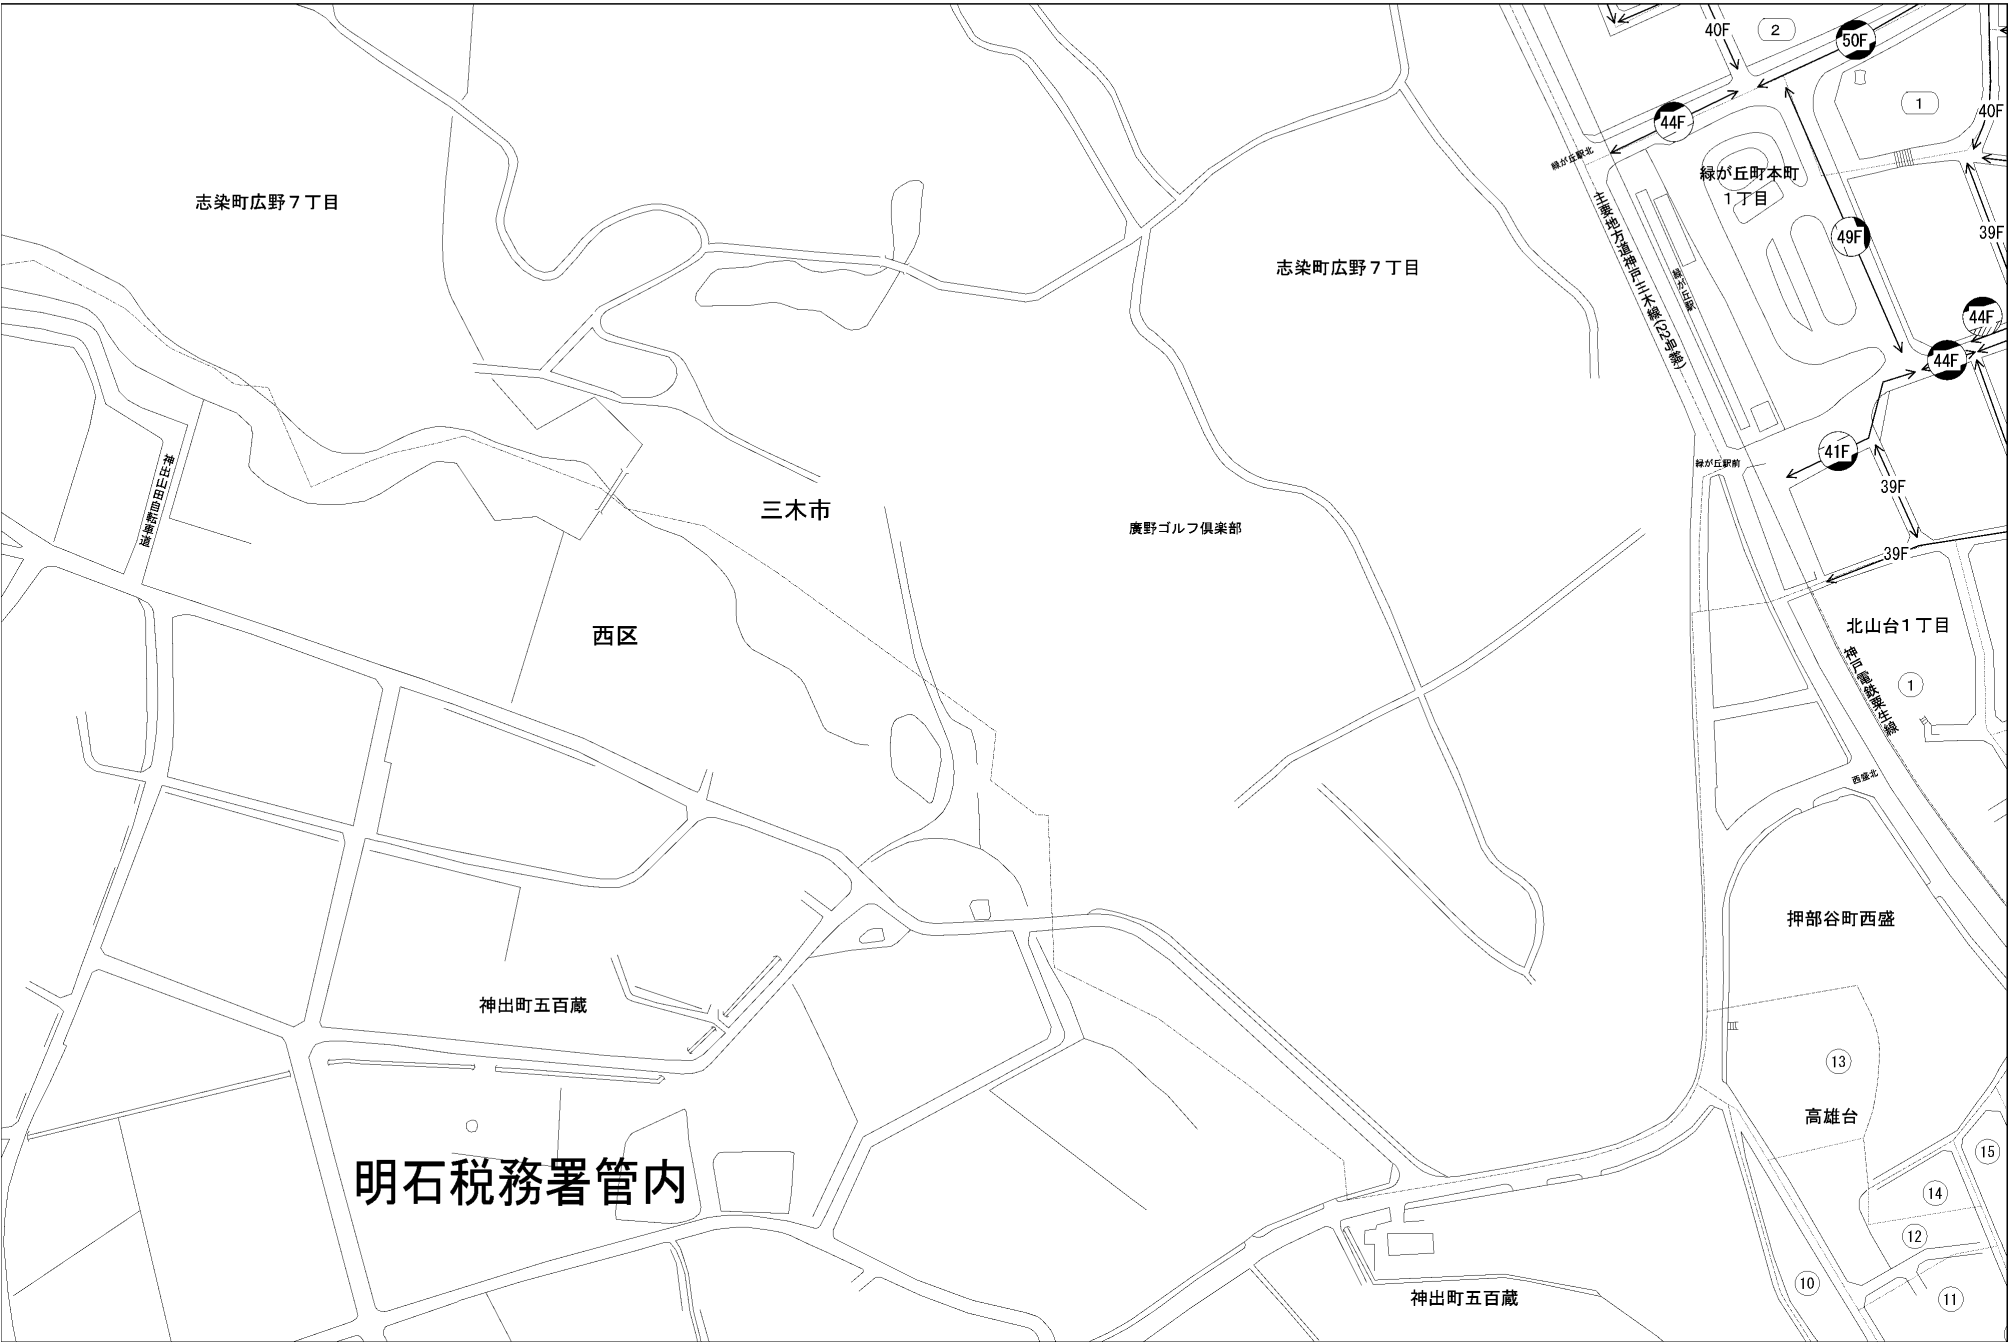 40F
2
50F
44F
1
40F
緑が丘駅北
緑が丘町本町
１丁目
志染町広野７丁目
主要地方道神戸三木線(22号線)
49F
39F
志染町広野７丁目
緑が丘駅
44F
44F
41F
緑が丘駅前
39F
神出山田自転車道
三木市
廣野ゴルフ倶楽部
39F
西区
北山台１丁目
神戸電鉄粟生線
1
西盛北
押部谷町西盛
神出町五百蔵
13
高雄台
15
明石税務署管内
14
12
10
神出町五百蔵
11